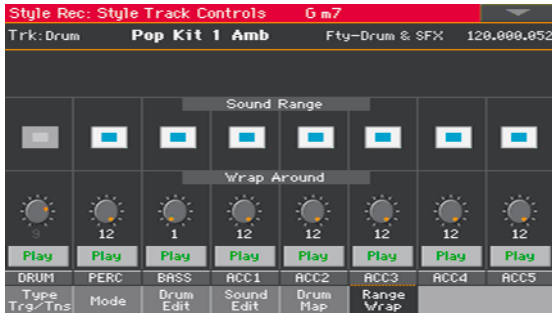 Style Rec: Style Track Controls G m7
Trk:Drum Pop Kit 1 Amb Fty-Drum & SFX 120.000.052
Sound Range
Wrap Around
9 12 1 12 12 12 12 12
Play Play Play Play Play Play Play Play
DRUM PERC BASS ACC1 ACC2 ACC3 ACC4 ACC5
Type Trg/Tns Mode Drum Edit Sound Edit Drum Map Range Wrap